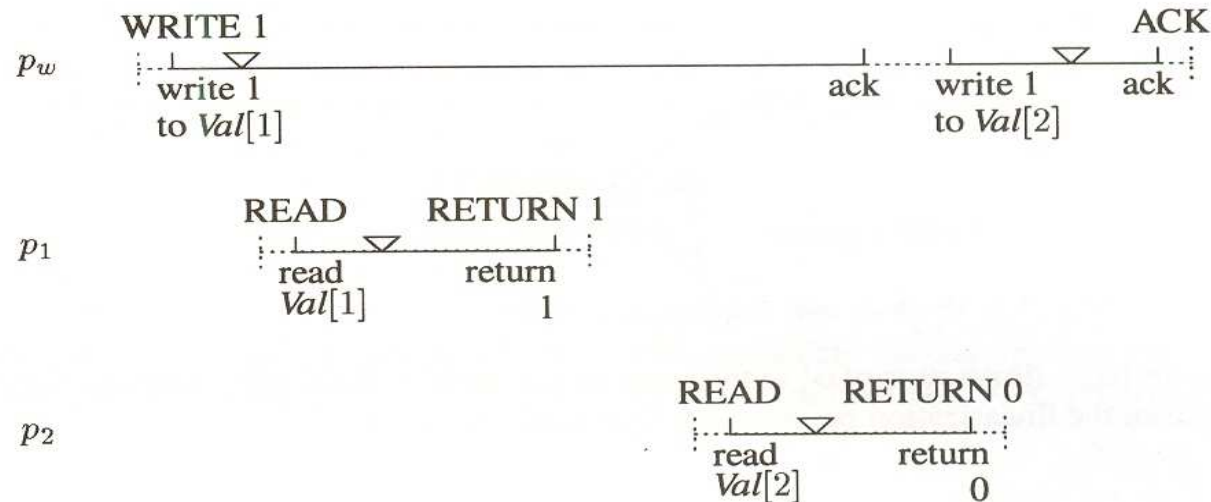 WRITE 1 ACK
p_w
write 1 ack write 1 ack
to Val[1] to Val[2]
READ RETURN 1
p_1
read return
Val[1] 1
READ RETURN 0
p_2
read return
Val[2] 0